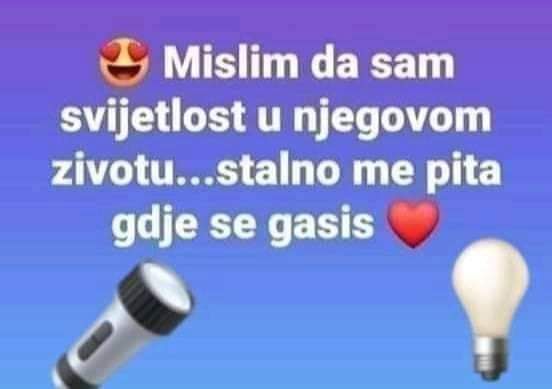 😍 Mislim da sam
svijetlost u njegovom
zivotu...stalno me pita
gdje se gasis ❤️